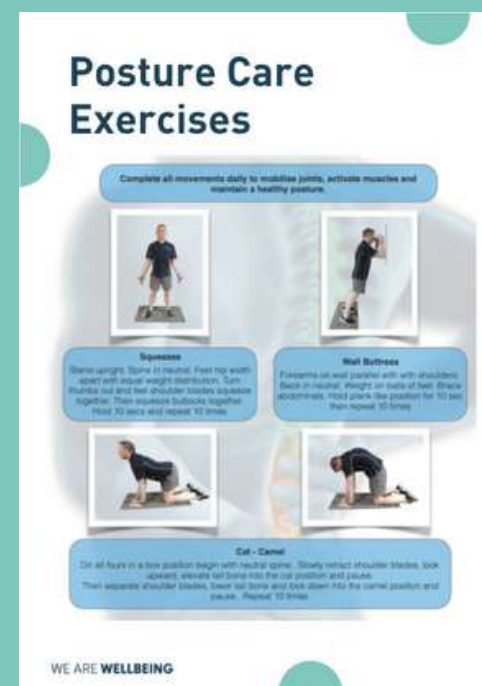 Posture Care
Exercises
Complete all movements daily to mobilise joints, activate muscles and
maintain a healthy posture.
Squeezes
Stand upright. Spine in neutral. Feet hip width
apart with equal weight distribution. Turn
thumbs out and feel shoulder blades squeeze
together. Then squeeze buttocks together.
Hold 10 secs and repeat 10 times
Wall Buttress
Forearms on wall parallel with with shoulders.
Back in neutral. Weight on balls of feet. Brace
abdominals. Hold plank like position for 10 sec
then repeat 10 times
Cat - Camel
On all fours in a box position begin with neutral spine. Slowly retract shoulder blades, look
upward, elevate tail bone into the cat position and pause.
Then separate shoulder blades, lower tail bone and look down into the camel position and
pause. Repeat 10 times
WE ARE WELLBEING